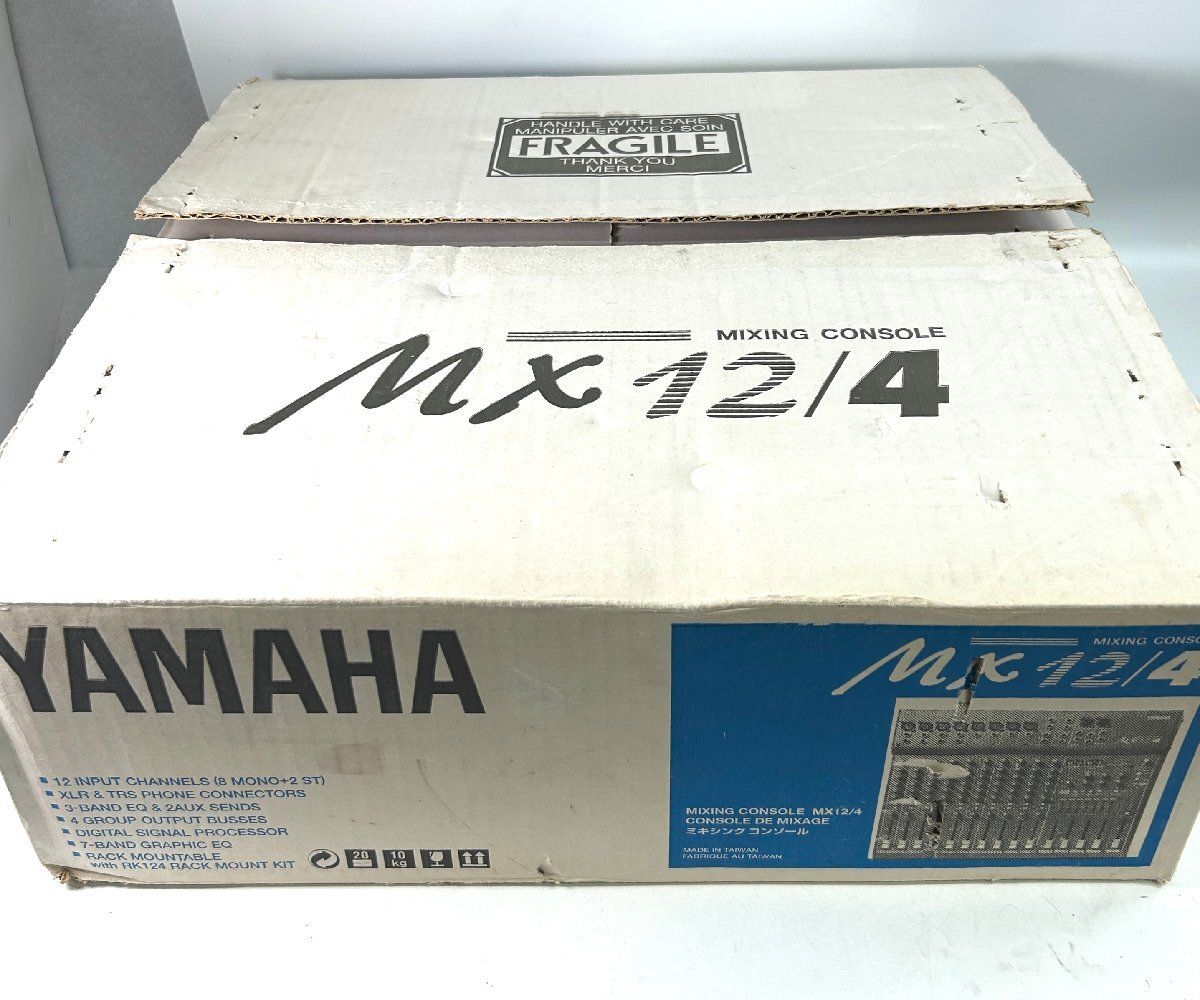 HANDLE WITH CARE
MANIPULER AVEC SOIN
FRAGILE
THANK YOU
MERCI
MIXING CONSOLE
MX 12/4
YAMAHA
12 INPUT CHANNELS (8 MONO+2 ST)
XLR & TRS PHONE CONNECTORS
3-BAND EQ & 2AUX SENDS
4 GROUP OUTPUT BUSSES
DIGITAL SIGNAL PROCESSOR
7-BAND GRAPHIC EQ
RACK MOUNTABLE
with RK124 RACK MOUNT KIT
20
10
kg
MIXING CONSO
MX 12/4
MIXING CONSOLE MX12/4
CONSOLE DE MIXAGE
ミキシング コンソール
MADE IN TAIWAN
FABRIQUE AU TAIWAN